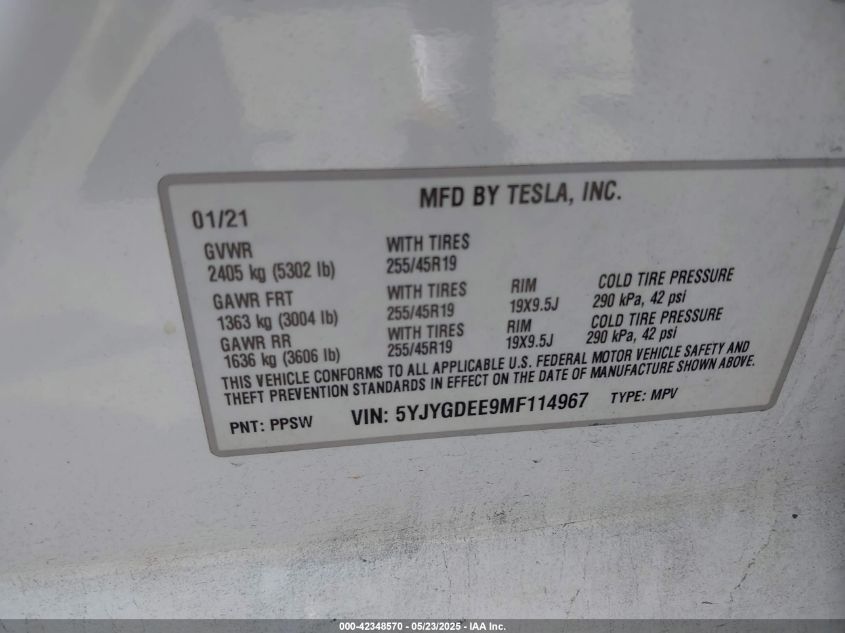 MFD BY TESLA, INC.
01/21
GVWR
2405 kg (5302 lb)
WITH TIRES
255/45R19
GAWR FRT
1363 kg (3004 lb)
WITH TIRES
255/45R19
RIM
19X9.5J
COLD TIRE PRESSURE
290 kPa, 42 psi
GAWR RR
1636 kg (3606 lb)
WITH TIRES
255/45R19
RIM
19X9.5J
COLD TIRE PRESSURE
290 kPa, 42 psi
THIS VEHICLE CONFORMS TO ALL APPLICABLE U.S. FEDERAL MOTOR VEHICLE SAFETY AND
THEFT PREVENTION STANDARDS IN EFFECT ON THE DATE OF MANUFACTURE SHOWN ABOVE.
PNT: PPSW VIN: 5YJYGDEE9MF114967 TYPE: MPV
000-42348570 - 05/23/2025 - IAA Inc.